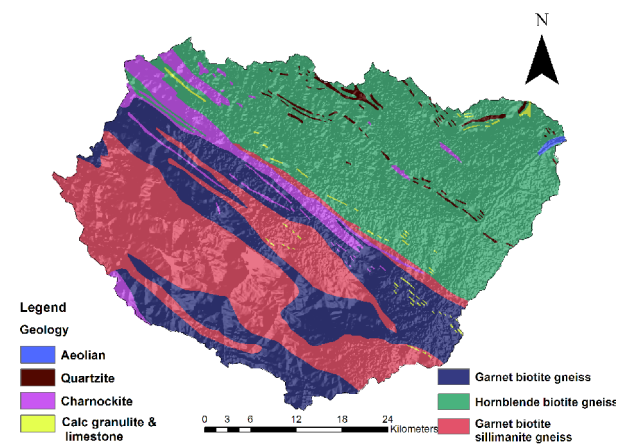 N
Legend
Geology
Aeolian
Quartzite
Charnockite
Calc granulite &
limestone
Garnet biotite gneiss
Hornblende biotite gneiss
Garnet biotite
sillimanite gneiss
0 3 6 12 18 24
Kilometers